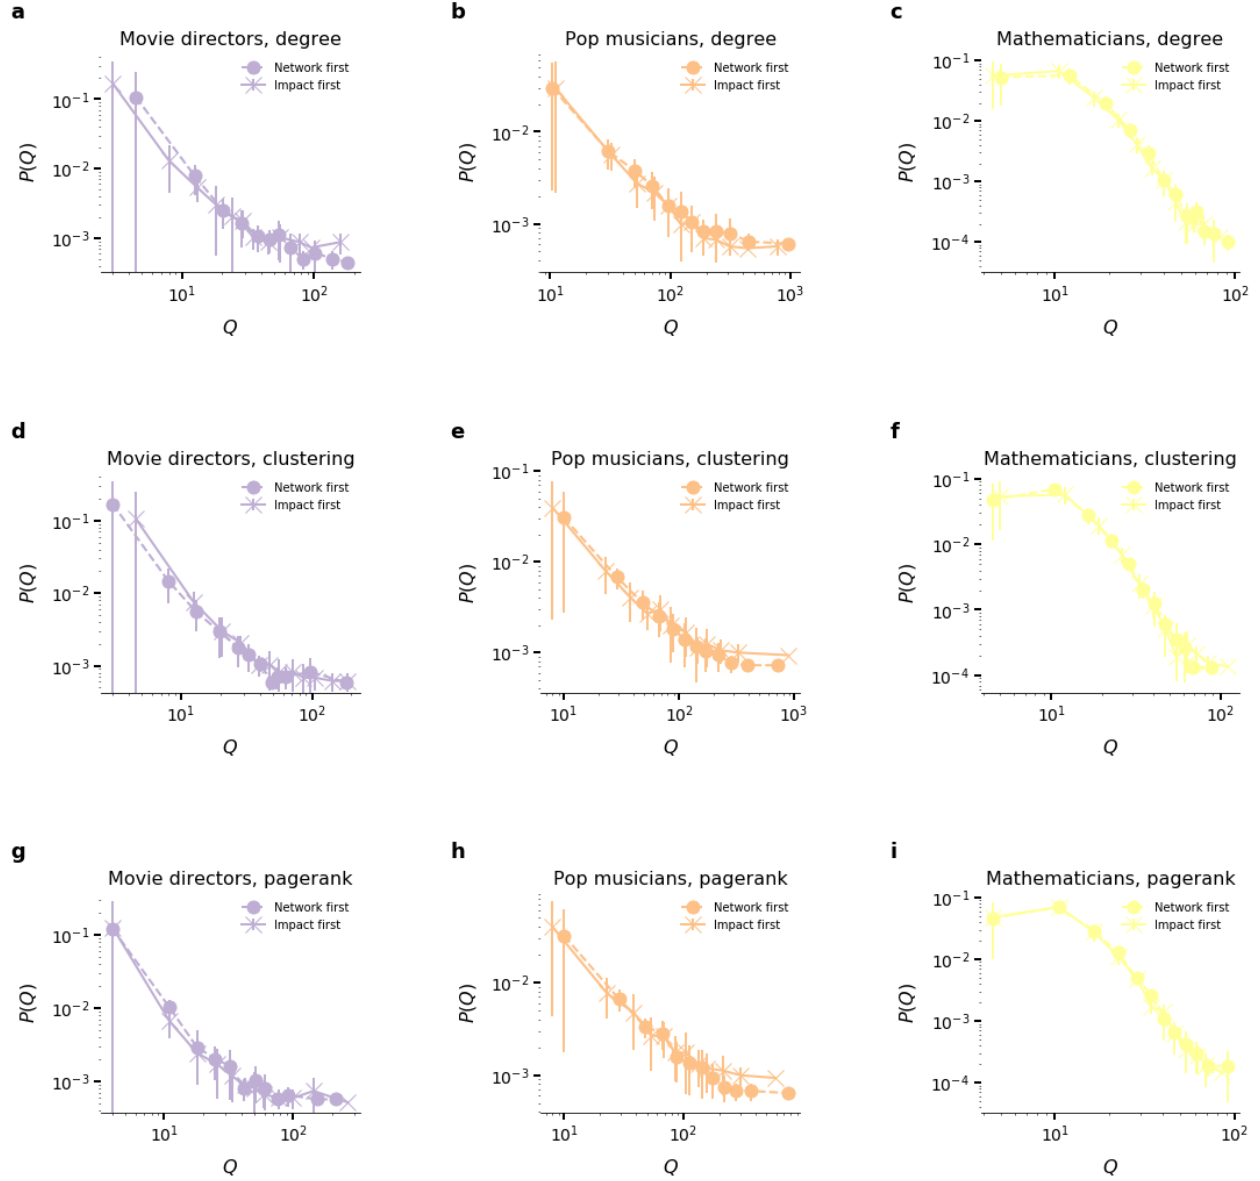 a
Movie directors, degree
Network first
Impact first
10^-1
10^-2
10^-3
P(Q)
10^1
10^2
Q
b
Pop musicians, degree
Network first
Impact first
10^-2
10^-3
P(Q)
10^1
10^2
10^3
Q
c
Mathematicians, degree
Network first
Impact first
10^-1
10^-2
10^-3
10^-4
P(Q)
10^1
10^2
Q
d
Movie directors, clustering
Network first
Impact first
10^-1
10^-2
10^-3
P(Q)
10^1
10^2
Q
e
Pop musicians, clustering
Network first
Impact first
10^-1
10^-2
10^-3
P(Q)
10^1
10^2
10^3
Q
f
Mathematicians, clustering
Network first
Impact first
10^-1
10^-2
10^-3
10^-4
P(Q)
10^1
10^2
Q
g
Movie directors, pagerank
Network first
Impact first
10^-1
10^-2
10^-3
P(Q)
10^1
10^2
Q
h
Pop musicians, pagerank
Network first
Impact first
10^-2
10^-3
P(Q)
10^1
10^2
Q
i
Mathematicians, pagerank
Network first
Impact first
10^-1
10^-2
10^-3
10^-4
P(Q)
10^1
10^2
Q